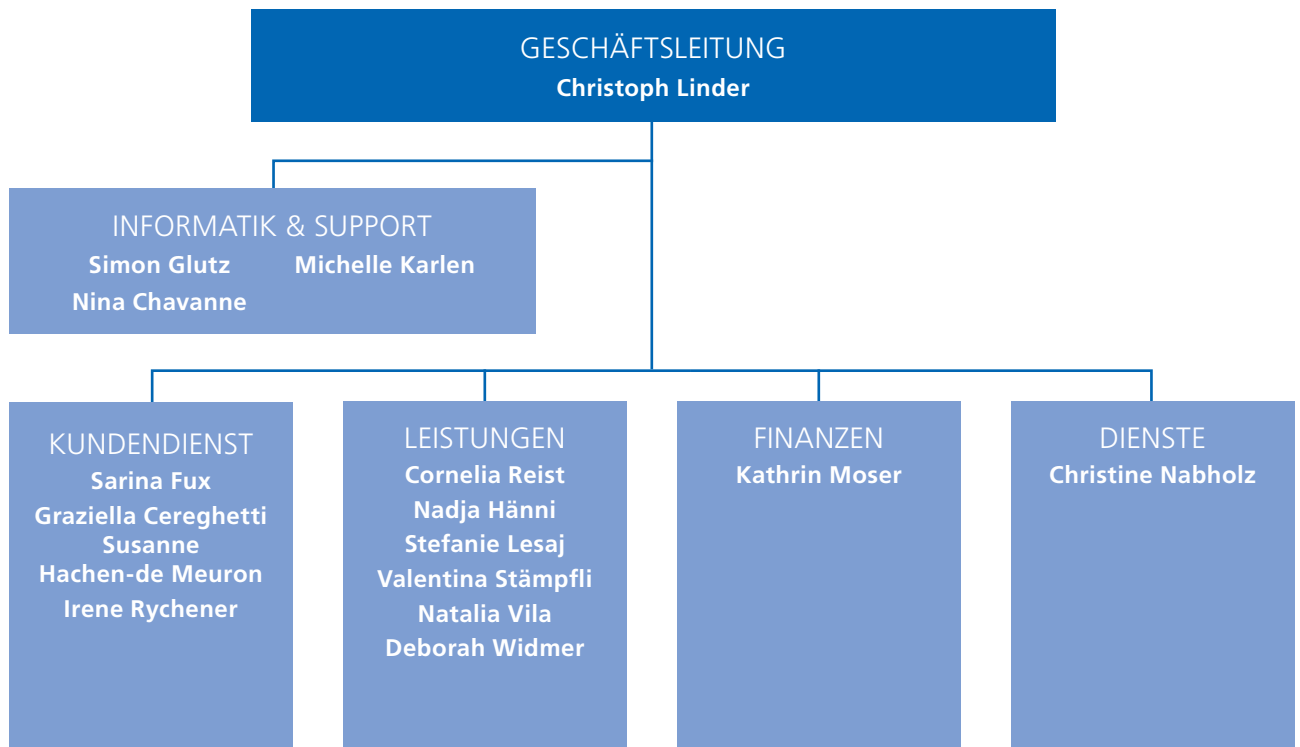 GESCHÄFTSLEITUNG
Christoph Linder
INFORMATIK & SUPPORT
Simon Glutz Michelle Karlen
Nina Chavanne
KUNDENDIENST
Sarina Fux
Graziella Cereghetti
Susanne
Hachen-de Meuron
Irene Rychener
LEISTUNGEN
Cornelia Reist
Nadja Hänni
Stefanie Lesaj
Valentina Stämpfli
Natalia Vila
Deborah Widmer
FINANZEN
Kathrin Moser
DIENSTE
Christine Nabholz